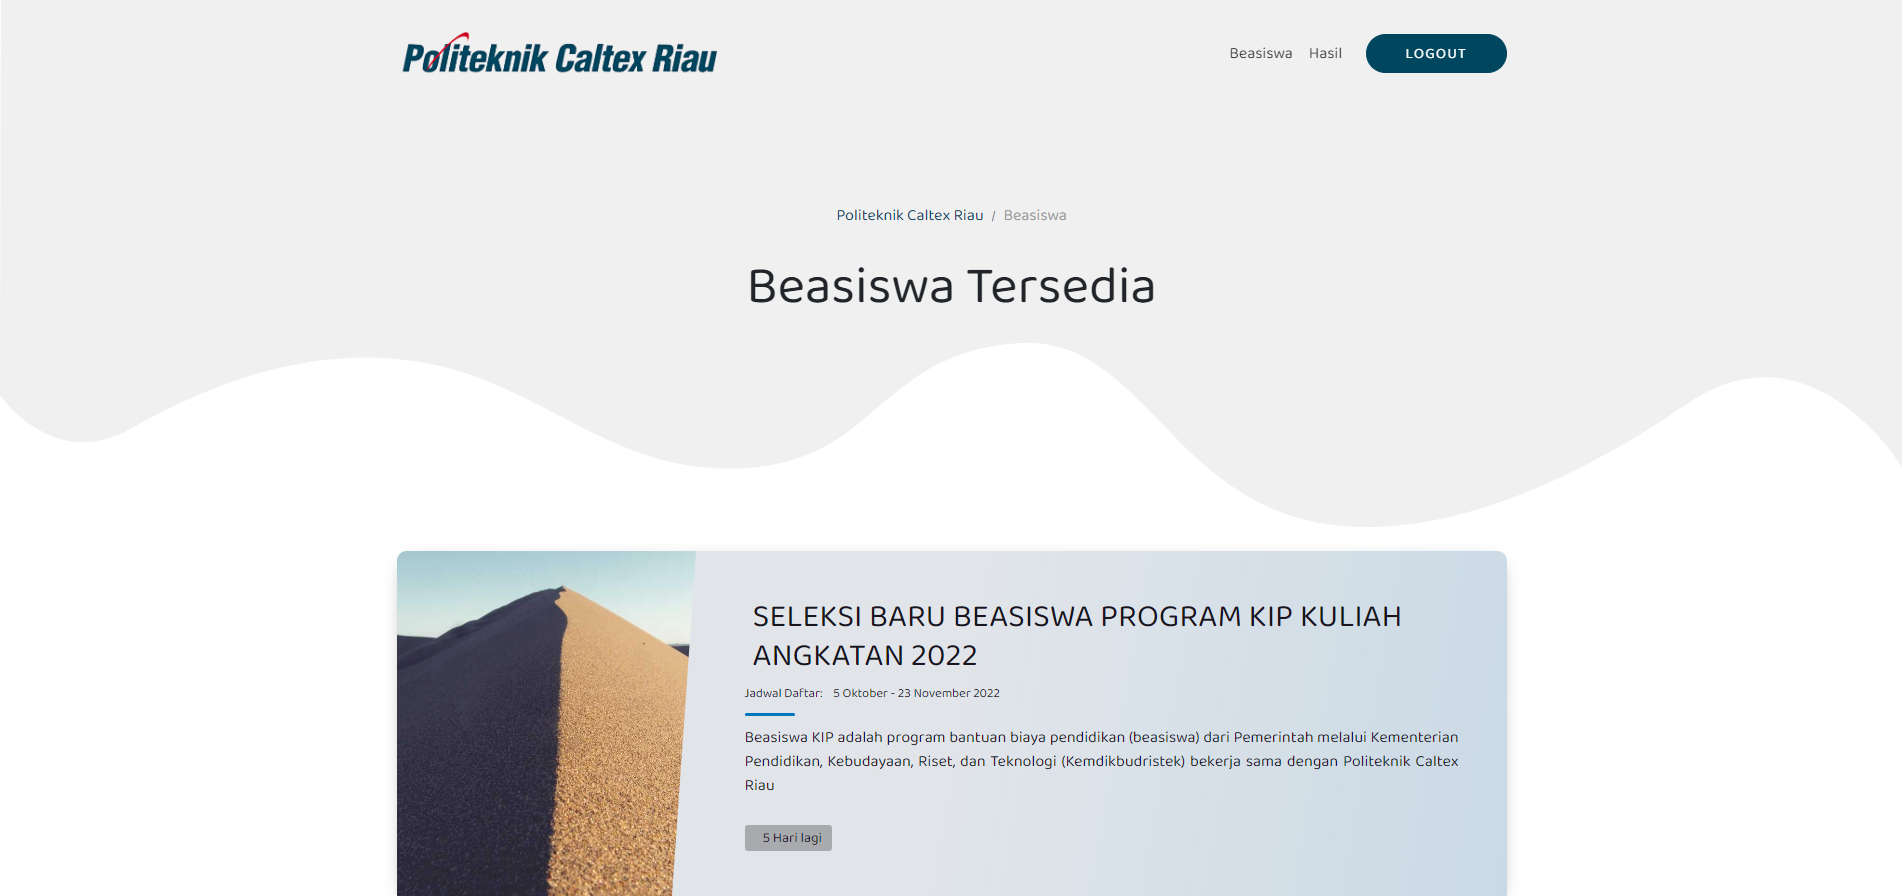 Politeknik Caltex Riau
Beasiswa
Hasil
LOGOUT
Politeknik Caltex Riau / Beasiswa
Beasiswa Tersedia
SELEKSI BARU BEASISWA PROGRAM KIP KULIAH
ANGKATAN 2022
Jadwal Daftar: 5 Oktober - 23 November 2022
Beasiswa KIP adalah program bantuan biaya pendidikan (beasiswa) dari Pemerintah melalui Kementerian
Pendidikan, Kebudayaan, Riset, dan Teknologi (Kemdikbudristek) bekerja sama dengan Politeknik Caltex
Riau
5 Hari lagi